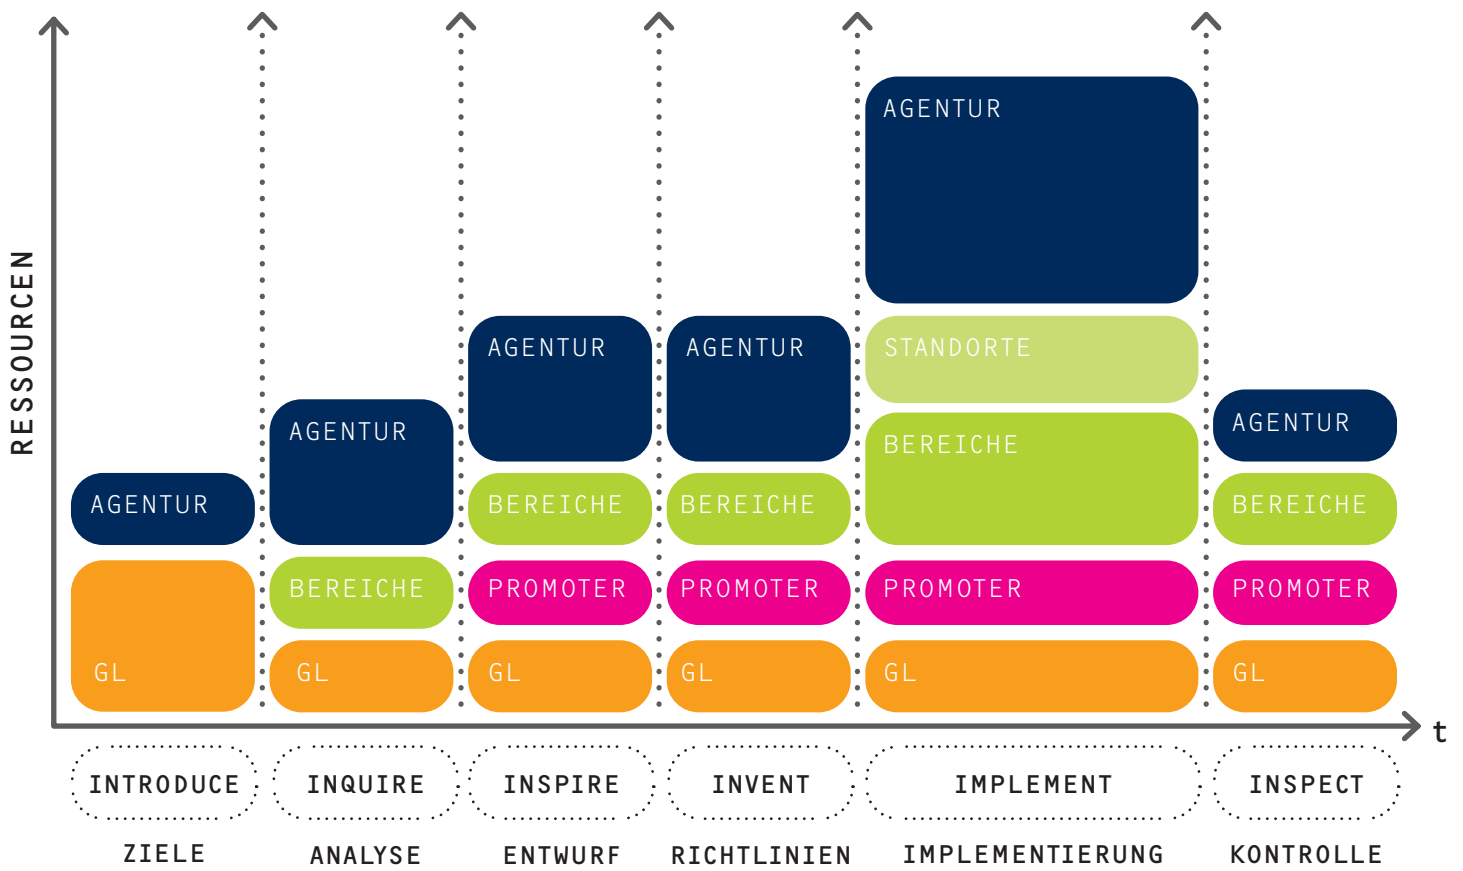 RESSOURCEN
AGENTUR
GL
AGENTUR
BEREICHE
GL
AGENTUR
BEREICHE
PROMOTER
GL
AGENTUR
BEREICHE
PROMOTER
GL
AGENTUR
STANDORTE
BEREICHE
PROMOTER
GL
AGENTUR
BEREICHE
PROMOTER
GL
t
INTRODUCE
INQUIRE
INSPIRE
INVENT
IMPLEMENT
INSPECT
ZIELE
ANALYSE
ENTWURF
RICHTLINIEN
IMPLEMENTIERUNG
KONTROLLE